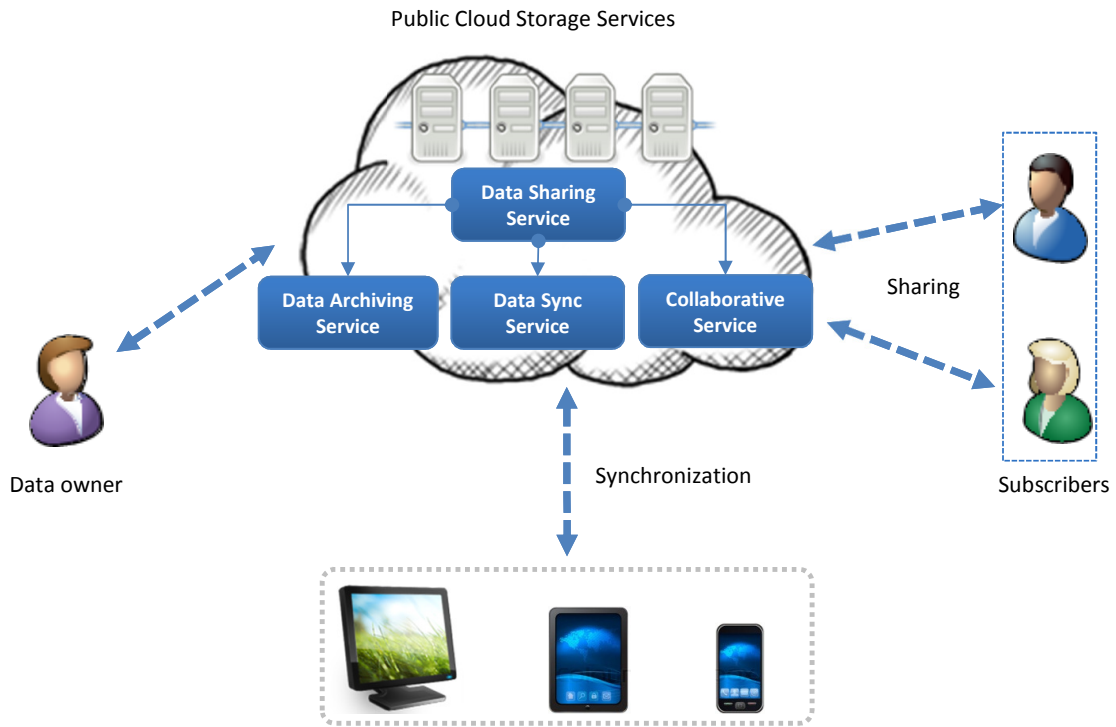 Public Cloud Storage Services
Data Sharing
Service
Data Archiving
Service
Data Sync
Service
Collaborative
Service
Sharing
Data owner
Synchronization
Subscribers